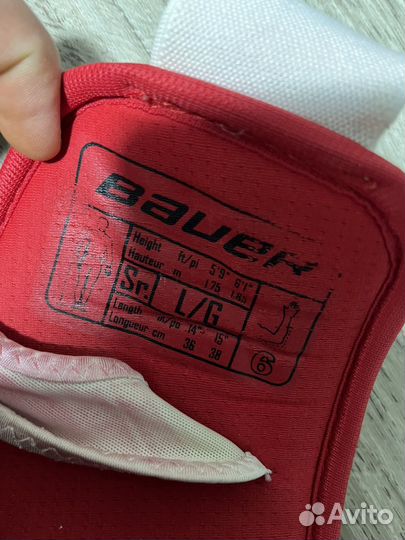 BAUER
Height ft/pi 5'9" 6'1"
Hauteur m 1.75 1.85
Sr. L/G
Length in/po 14" 15"
Longueur cm 36 38
6
Avito